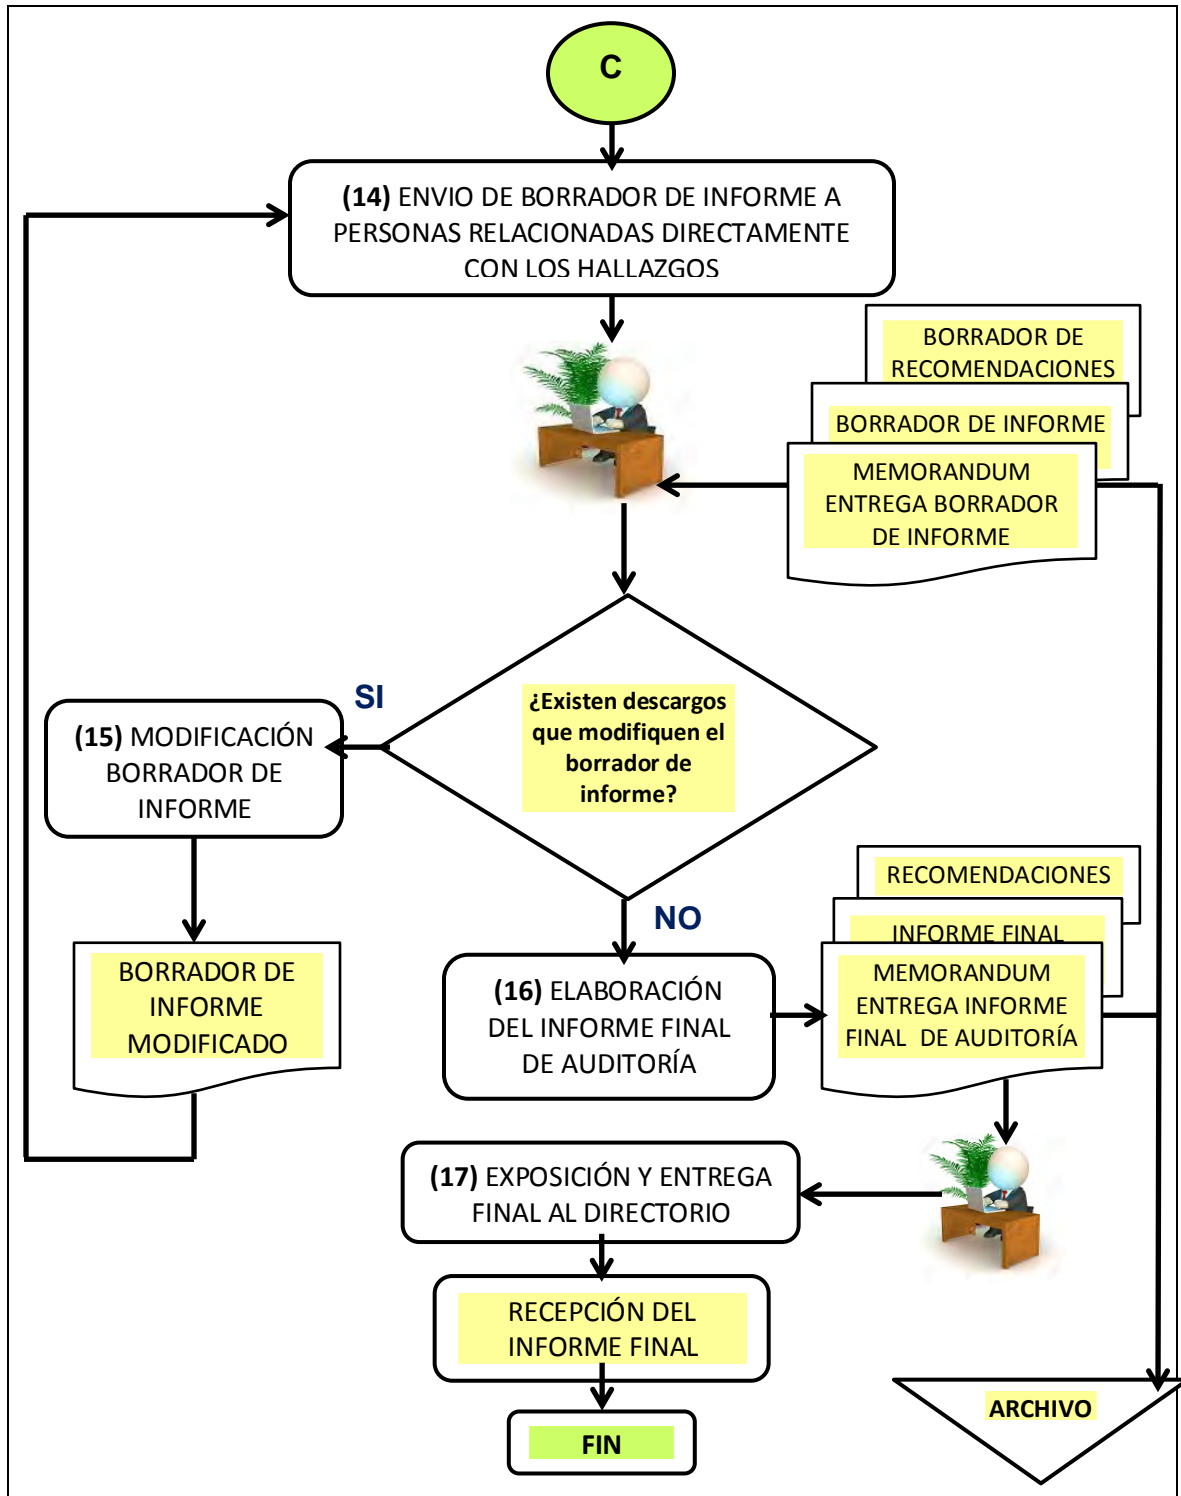 C
(14) ENVIO DE BORRADOR DE INFORME A
PERSONAS RELACIONADAS DIRECTAMENTE
CON LOS HALLAZGOS
BORRADOR DE
RECOMENDACIONES
BORRADOR DE INFORME
MEMORANDUM
ENTREGA BORRADOR
DE INFORME
¿Existen descargos
que modifiquen el
borrador de
informe?
SI
(15) MODIFICACIÓN
BORRADOR DE
INFORME
BORRADOR DE
INFORME
MODIFICADO
NO
(16) ELABORACIÓN
DEL INFORME FINAL
DE AUDITORÍA
RECOMENDACIONES
INFORME FINAL
MEMORANDUM
ENTREGA INFORME
FINAL DE AUDITORÍA
(17) EXPOSICIÓN Y ENTREGA
FINAL AL DIRECTORIO
RECEPCIÓN DEL
INFORME FINAL
FIN
ARCHIVO